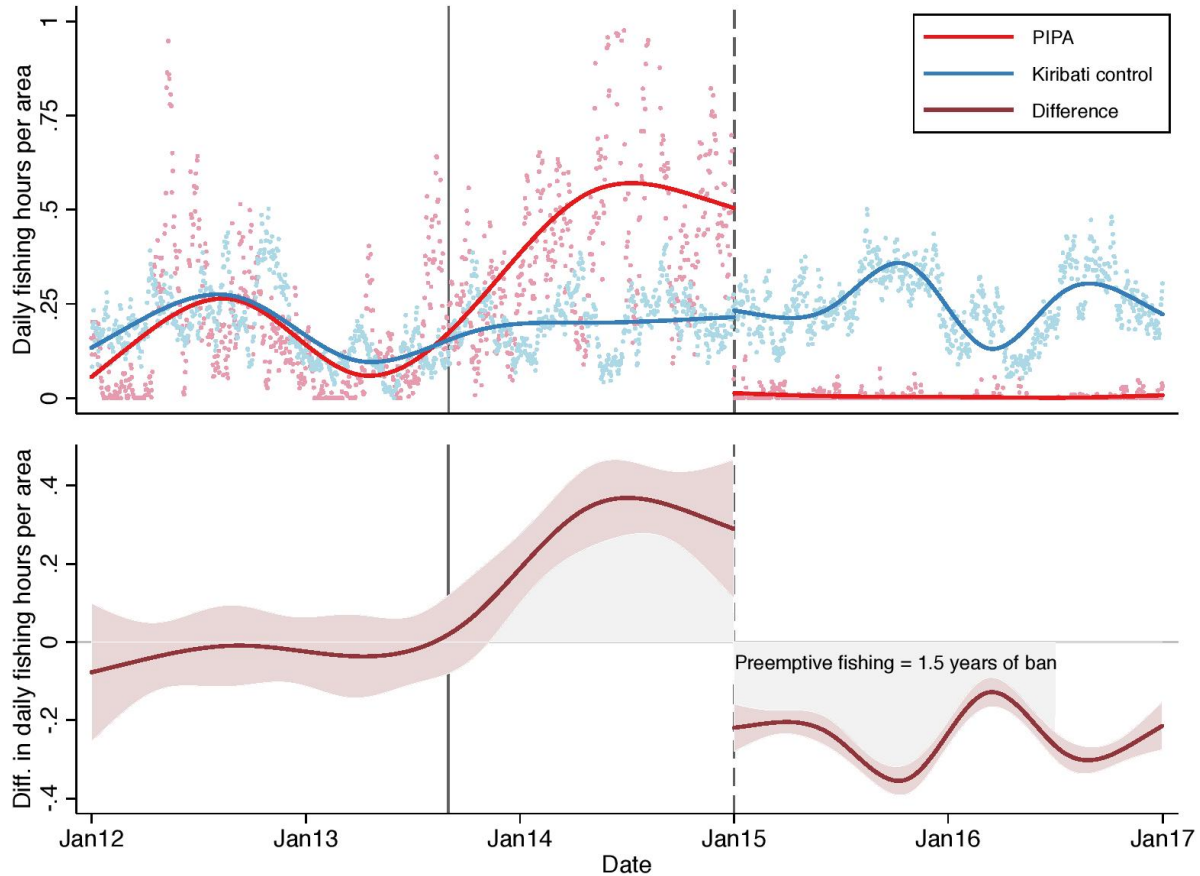 Daily fishing hours per area
1
.75
.5
.25
0
PIPA
Kiribati control
Difference
Diff. in daily fishing hours per area
.4
.2
0
-.2
-.4
Preemptive fishing = 1.5 years of ban
Jan12
Jan13
Jan14
Jan15
Jan16
Jan17
Date